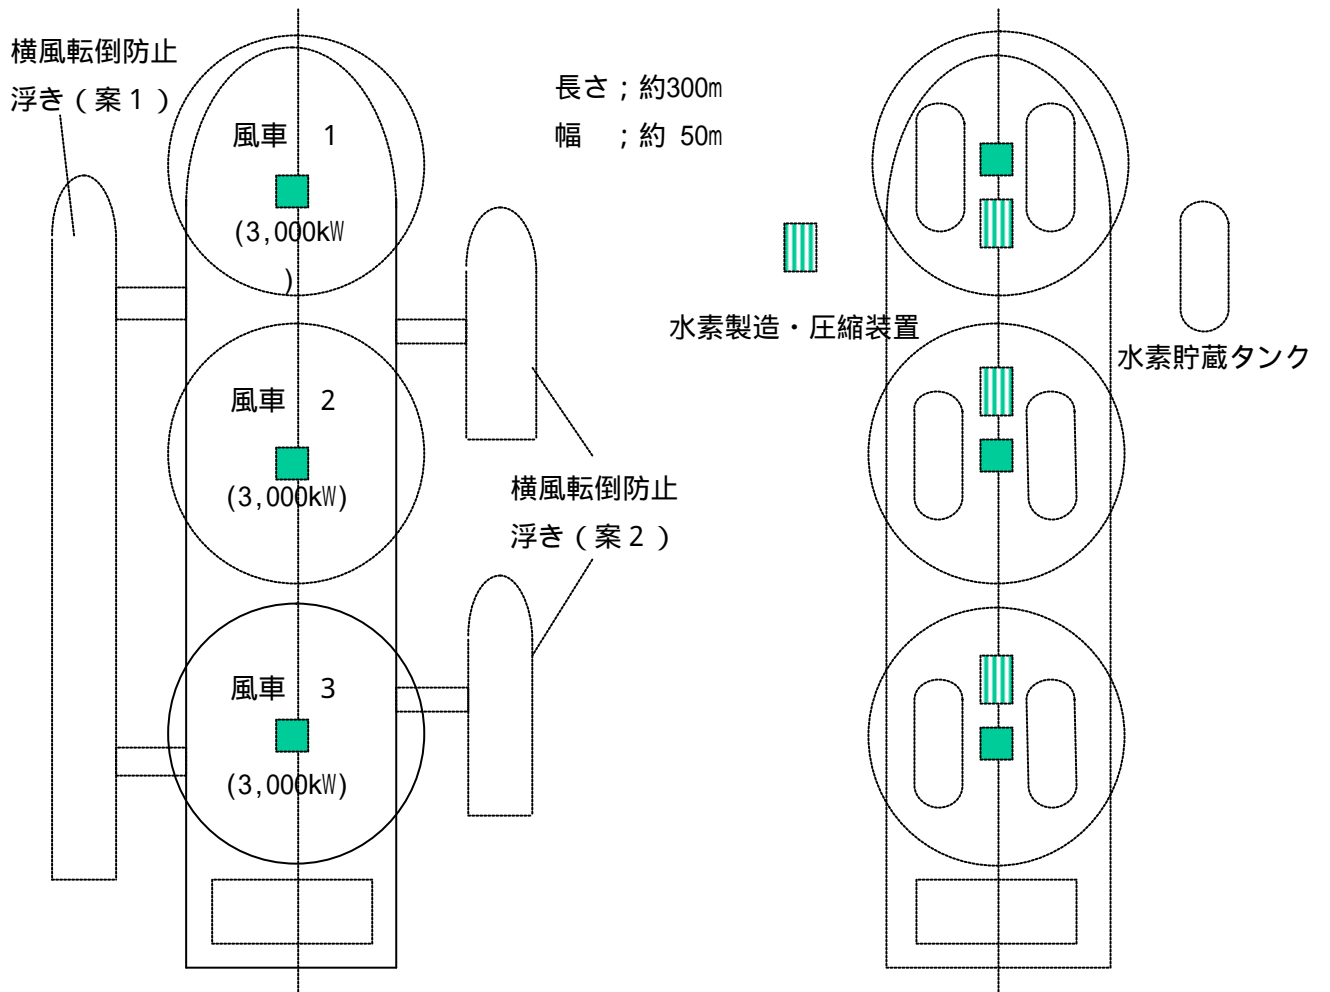 横風転倒防止
浮き（案１）
長さ；約300m
幅　；約 50m
風車　1
(3,000kW
)
水素製造・圧縮装置
水素貯蔵タンク
風車　2
(3,000kW)
横風転倒防止
浮き（案２）
風車　3
(3,000kW)